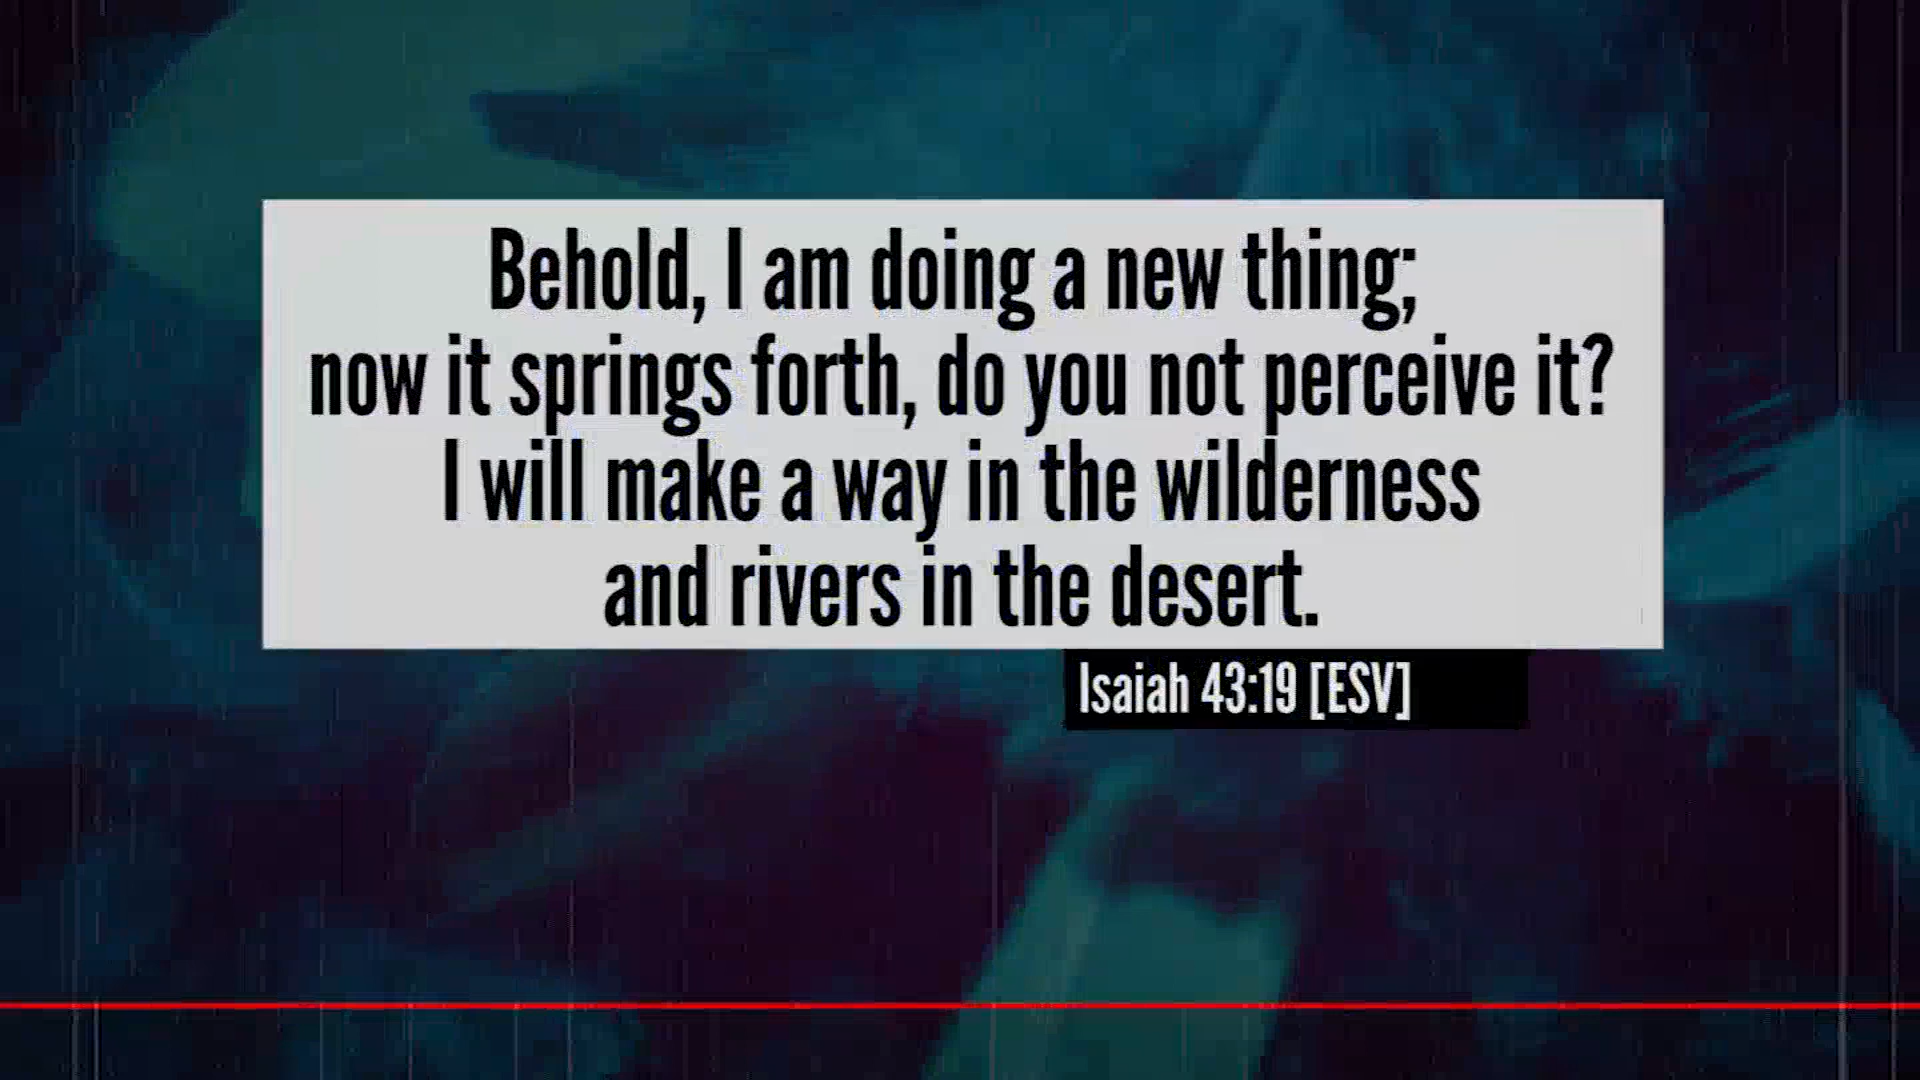 Behold, I am doing a new thing;
now it springs forth, do you not perceive it?
I will make a way in the wilderness
and rivers in the desert.
Isaiah 43:19 [ESV]